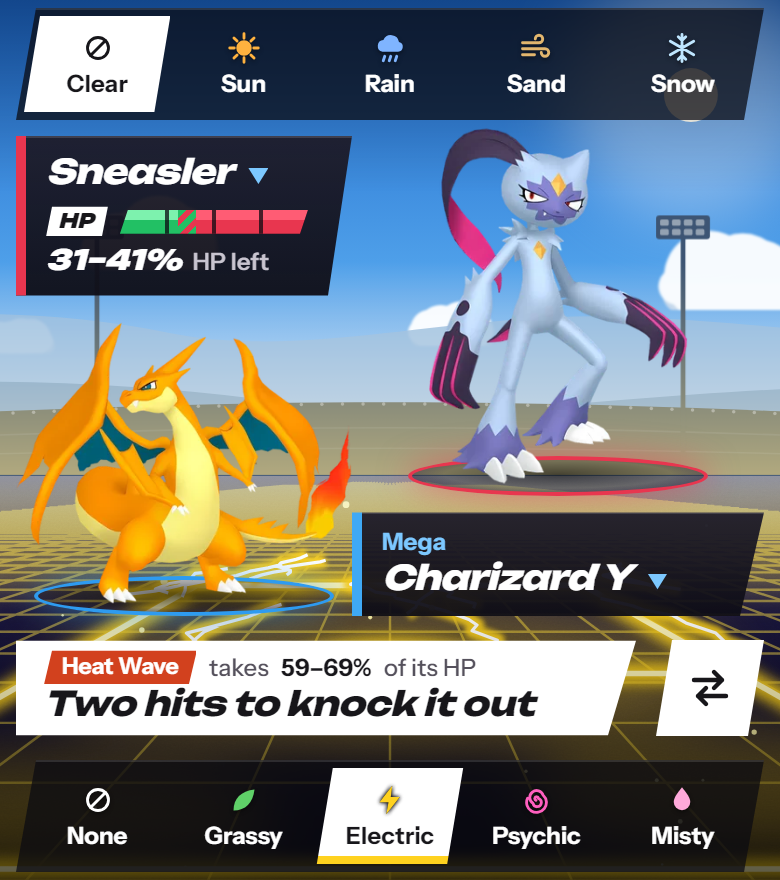 Clear Sun Rain Sand Snow
Sneasler
HP
31–41% HP left
Mega
Charizard Y
Heat Wave takes 59–69% of its HP
Two hits to knock it out
None Grassy Electric Psychic Misty